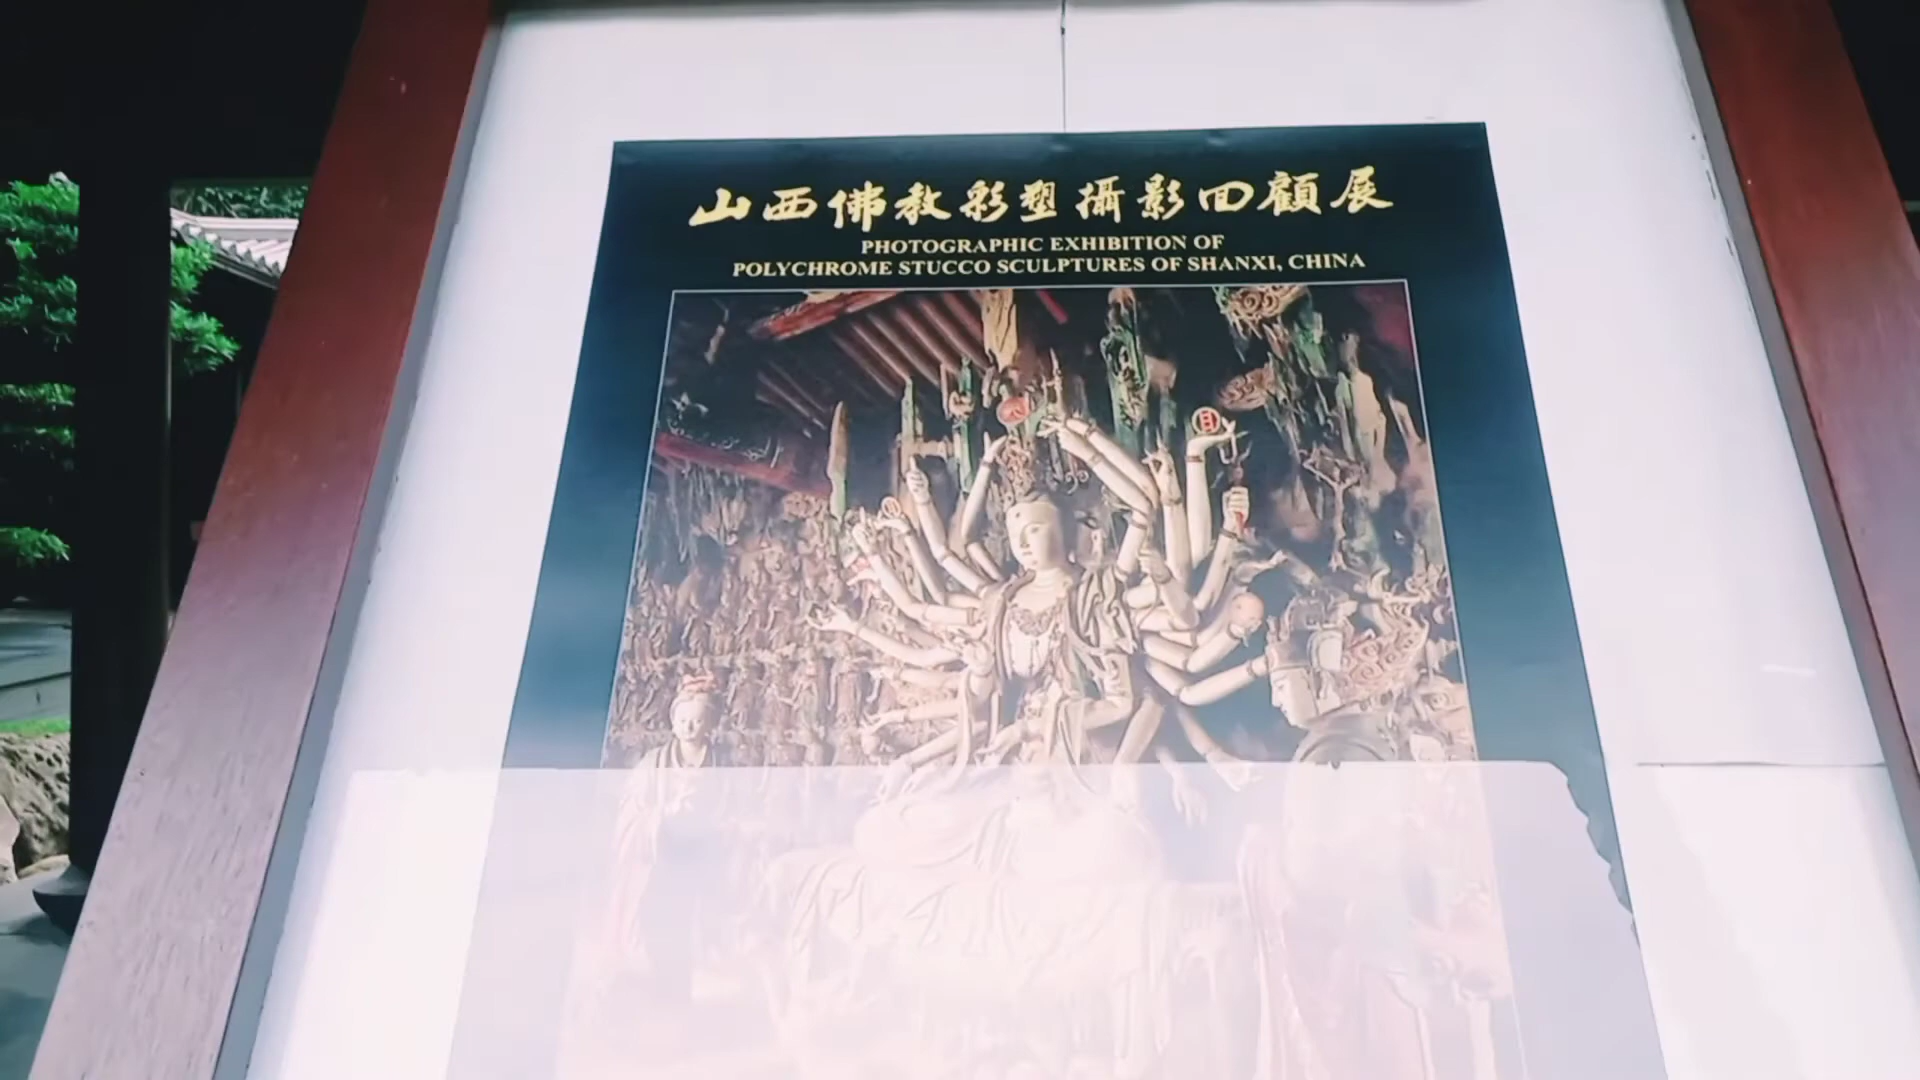 山西佛教彩塑攝影回顧展
PHOTOGRAPHIC EXHIBITION OF
POLYCHROME STUCCO SCULPTURES OF SHANXI, CHINA
日